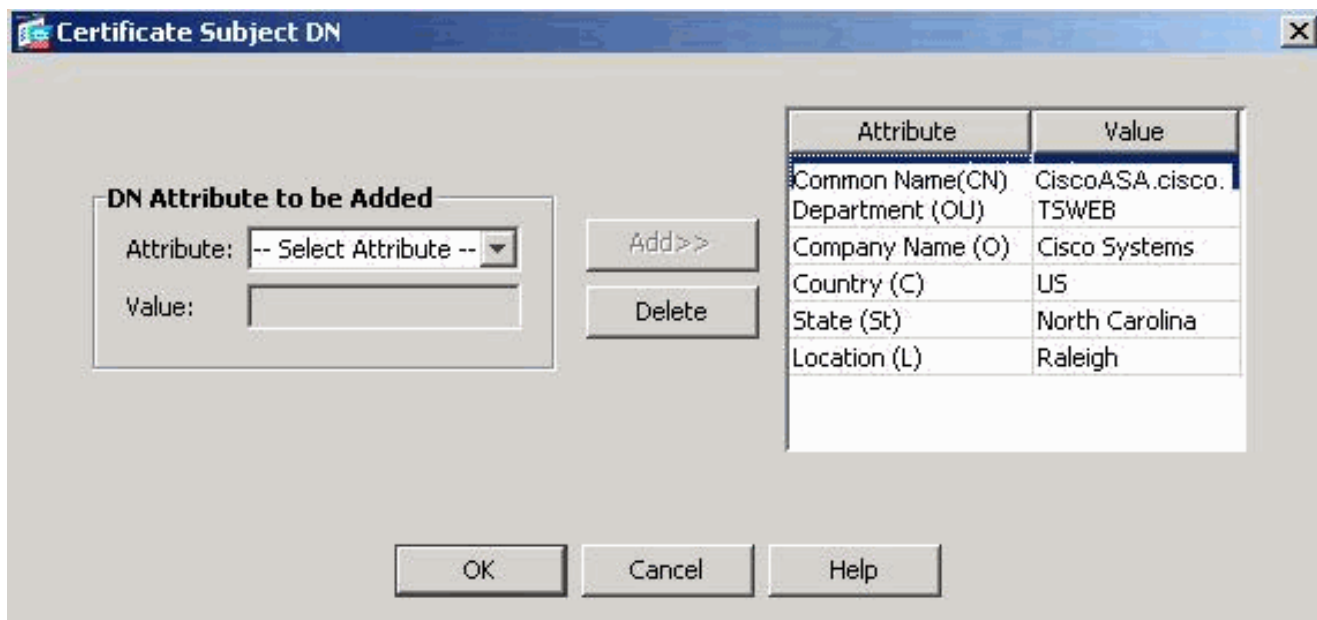 Certificate Subject DN
DN Attribute to be Added
Attribute: -- Select Attribute --
Value:
Add>>
Delete
Attribute Value
Common Name(CN) CiscoASA.cisco.
Department (OU) TSWEB
Company Name (O) Cisco Systems
Country (C) US
State (St) North Carolina
Location (L) Raleigh
OK Cancel Help